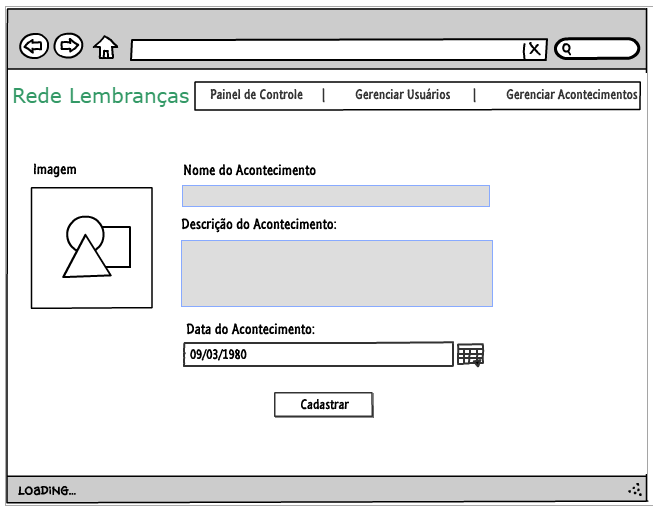 Rede Lembranças
Painel de Controle | Gerenciar Usuários | Gerenciar Acontecimentos
Imagem
Nome do Acontecimento
Descrição do Acontecimento:
Data do Acontecimento:
09/03/1980
Cadastrar
LOADING...